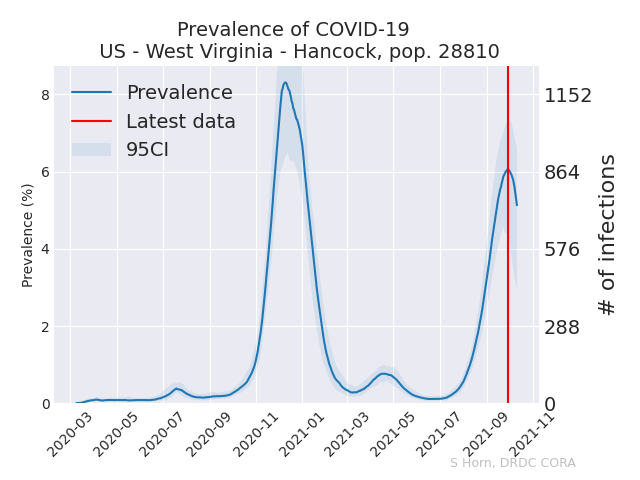 Prevalence of COVID-19
US - West Virginia - Hancock, pop. 28810
Prevalence
Latest data
95CI
Prevalence (%)
8
6
4
2
0
1152
864
576
288
0
# of infections
2020-03
2020-05
2020-07
2020-09
2020-11
2021-01
2021-03
2021-05
2021-07
2021-09
2021-11
S Horn, DRDC CORA